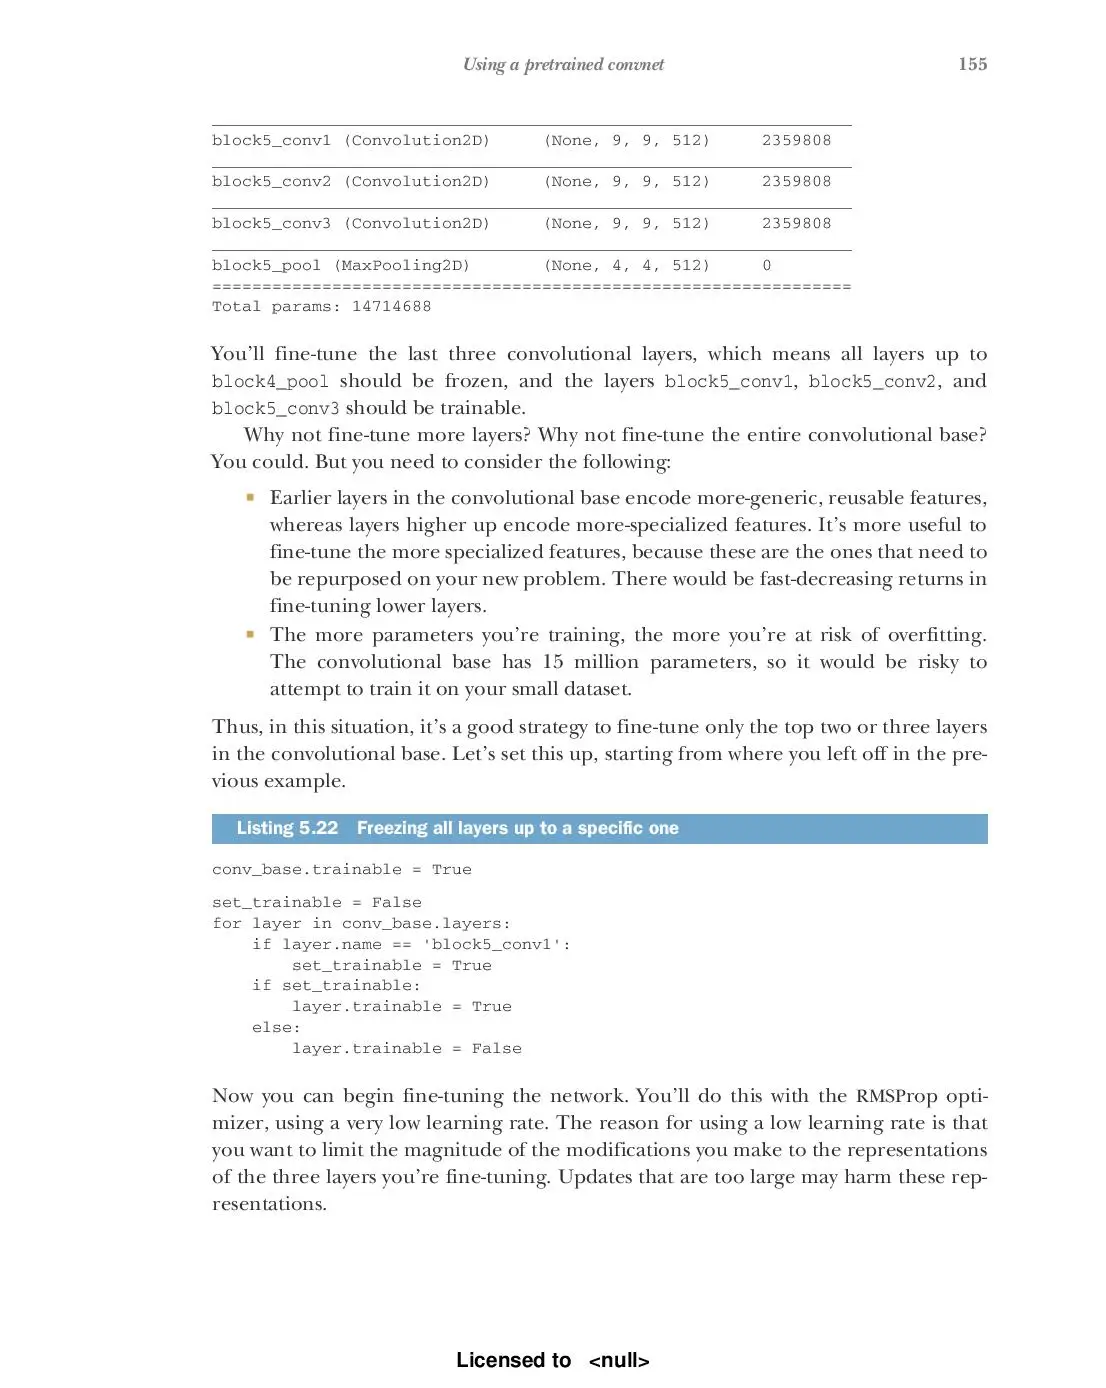 Using a pretrained convnet 155
block5_conv1 (Convolution2D) (None, 9, 9, 512) 2359808
block5_conv2 (Convolution2D) (None, 9, 9, 512) 2359808
block5_conv3 (Convolution2D) (None, 9, 9, 512) 2359808
block5_pool (MaxPooling2D) (None, 4, 4, 512) 0
================================================================
Total params: 14714688
You’ll fine-tune the last three convolutional layers, which means all layers up to
block4_pool should be frozen, and the layers block5_conv1, block5_conv2, and
block5_conv3 should be trainable.
Why not fine-tune more layers? Why not fine-tune the entire convolutional base?
You could. But you need to consider the following:
■ Earlier layers in the convolutional base encode more-generic, reusable features,
whereas layers higher up encode more-specialized features. It’s more useful to
fine-tune the more specialized features, because these are the ones that need to
be repurposed on your new problem. There would be fast-decreasing returns in
fine-tuning lower layers.
■ The more parameters you’re training, the more you’re at risk of overfitting.
The convolutional base has 15 million parameters, so it would be risky to
attempt to train it on your small dataset.
Thus, in this situation, it’s a good strategy to fine-tune only the top two or three layers
in the convolutional base. Let’s set this up, starting from where you left off in the pre-
vious example.
Listing 5.22 Freezing all layers up to a specific one
conv_base.trainable = True
set_trainable = False
for layer in conv_base.layers:
    if layer.name == 'block5_conv1':
        set_trainable = True
    if set_trainable:
        layer.trainable = True
    else:
        layer.trainable = False
Now you can begin fine-tuning the network. You’ll do this with the RMSProp opti-
mizer, using a very low learning rate. The reason for using a low learning rate is that
you want to limit the magnitude of the modifications you make to the representations
of the three layers you’re fine-tuning. Updates that are too large may harm these rep-
resentations.
Licensed to <null>